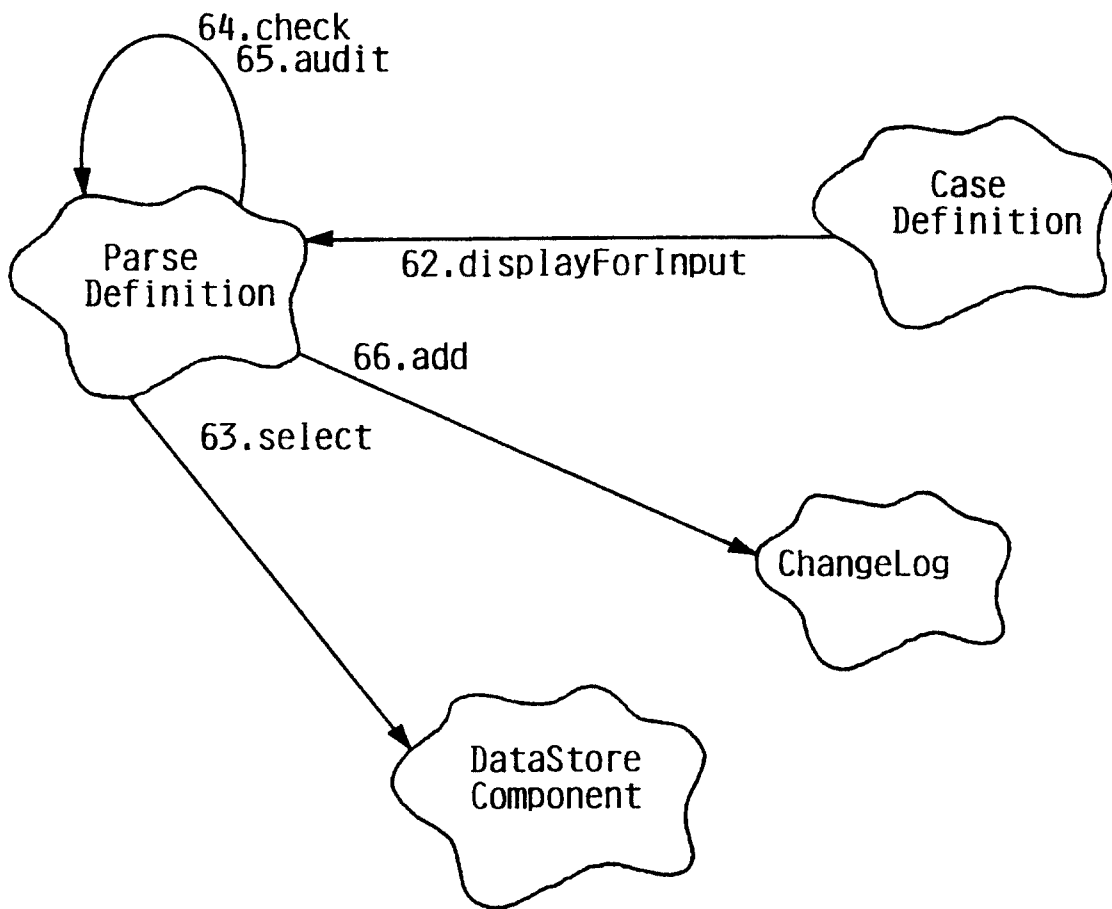 64.check
65.audit
Case
Definition
Parse
Definition
62.displayForInput
66.add
63.select
ChangeLog
DataStore
Component